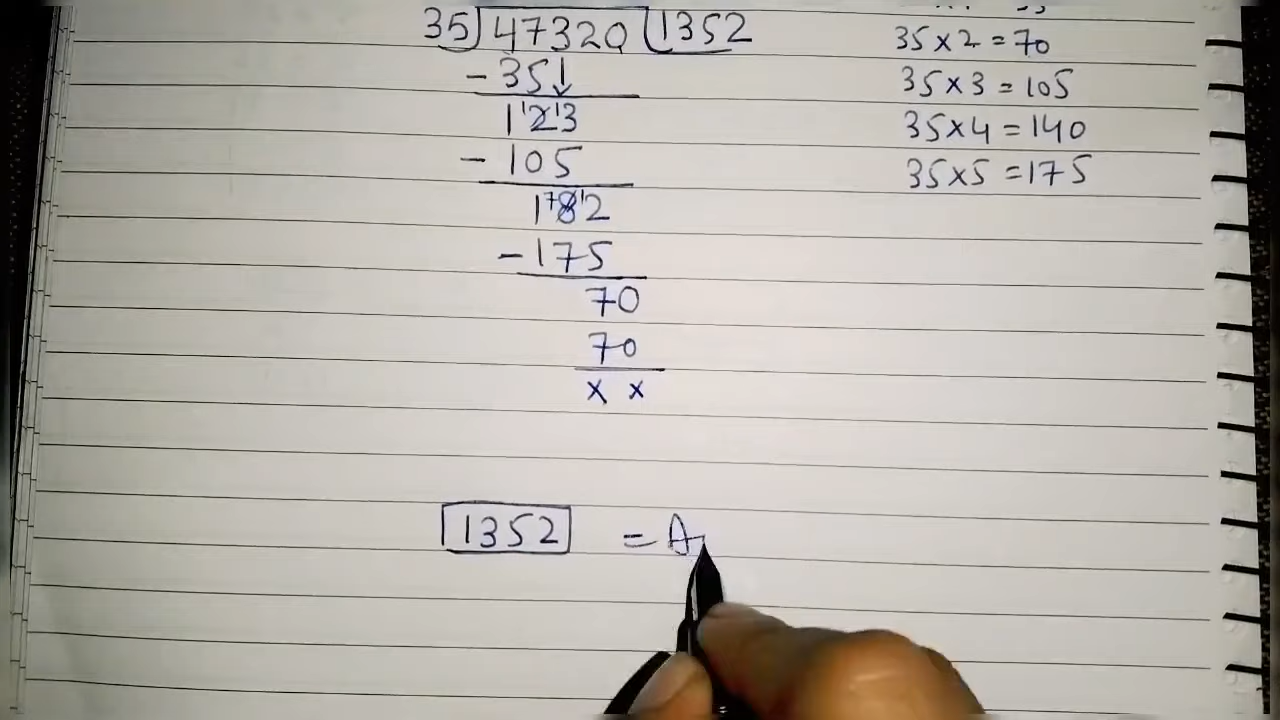 35)47320(1352
-35↓
123
-105
182
-175
70
70
x x
1352 = A
35x2=70
35x3=105
35x4=140
35x5=175